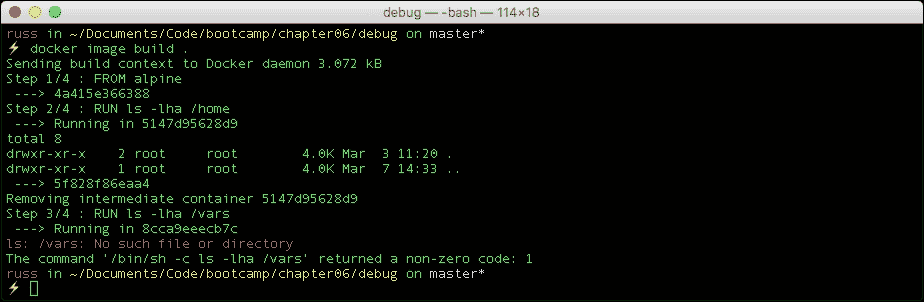 debug — -bash — 114×18
russ in ~/Documents/Code/bootcamp/chapter06/debug on master*
⚡ docker image build .
Sending build context to Docker daemon 3.072 kB
Step 1/4 : FROM alpine
 ---> 4a415e366388
Step 2/4 : RUN ls -lha /home
 ---> Running in 5147d95628d9
total 8
drwxr-xr-x    2 root     root        4.0K Mar  3 11:20 .
drwxr-xr-x    1 root     root        4.0K Mar  7 14:33 ..
 ---> 5f828f86eaa4
Removing intermediate container 5147d95628d9
Step 3/4 : RUN ls -lha /vars
 ---> Running in 8cca9eeecb7c
ls: /vars: No such file or directory
The command '/bin/sh -c ls -lha /vars' returned a non-zero code: 1
russ in ~/Documents/Code/bootcamp/chapter06/debug on master*
⚡